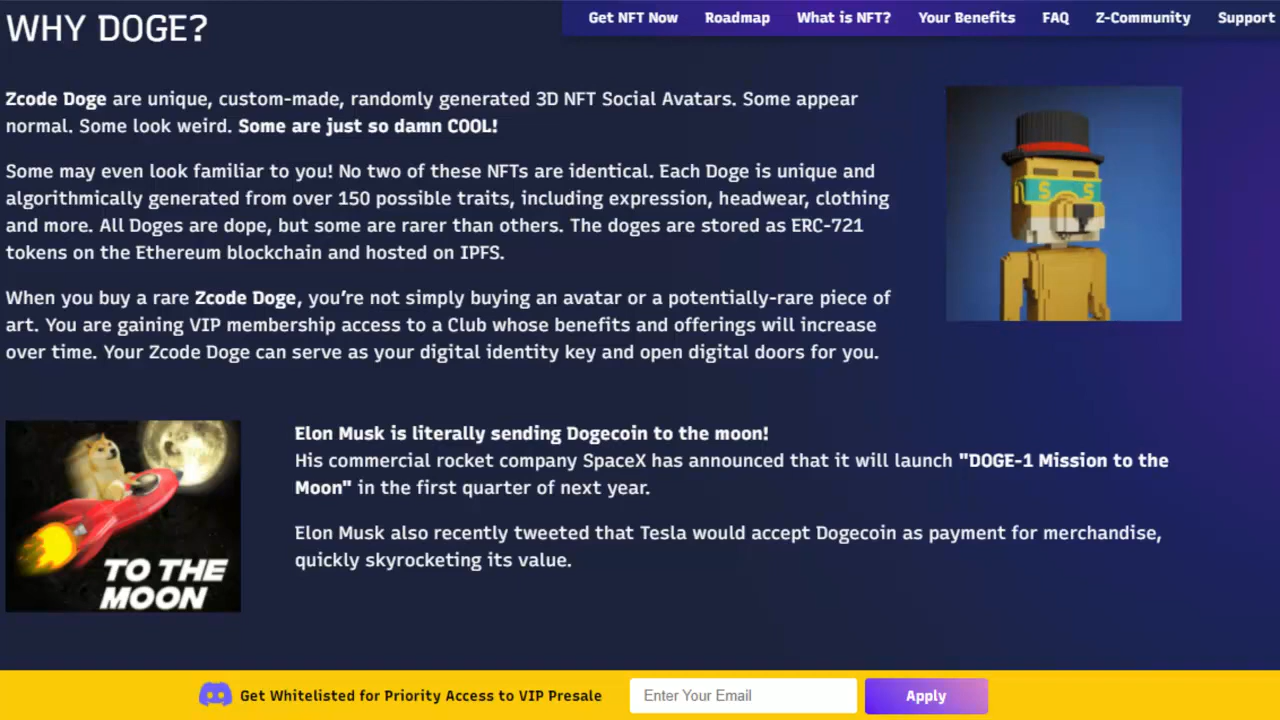 Get NFT Now Roadmap What is NFT? Your Benefits FAQ Z-Community Support
WHY DOGE?
Zcode Doge are unique, custom-made, randomly generated 3D NFT Social Avatars. Some appear
normal. Some look weird. Some are just so damn COOL!
Some may even look familiar to you! No two of these NFTs are identical. Each Doge is unique and
algorithmically generated from over 150 possible traits, including expression, headwear, clothing
and more. All Doges are dope, but some are rarer than others. The doges are stored as ERC-721
tokens on the Ethereum blockchain and hosted on IPFS.
When you buy a rare Zcode Doge, you’re not simply buying an avatar or a potentially-rare piece of
art. You are gaining VIP membership access to a Club whose benefits and offerings will increase
over time. Your Zcode Doge can serve as your digital identity key and open digital doors for you.
S S
TO THE
MOON
Elon Musk is literally sending Dogecoin to the moon!
His commercial rocket company SpaceX has announced that it will launch "DOGE-1 Mission to the
Moon" in the first quarter of next year.
Elon Musk also recently tweeted that Tesla would accept Dogecoin as payment for merchandise,
quickly skyrocketing its value.
Get Whitelisted for Priority Access to VIP Presale Enter Your Email Apply